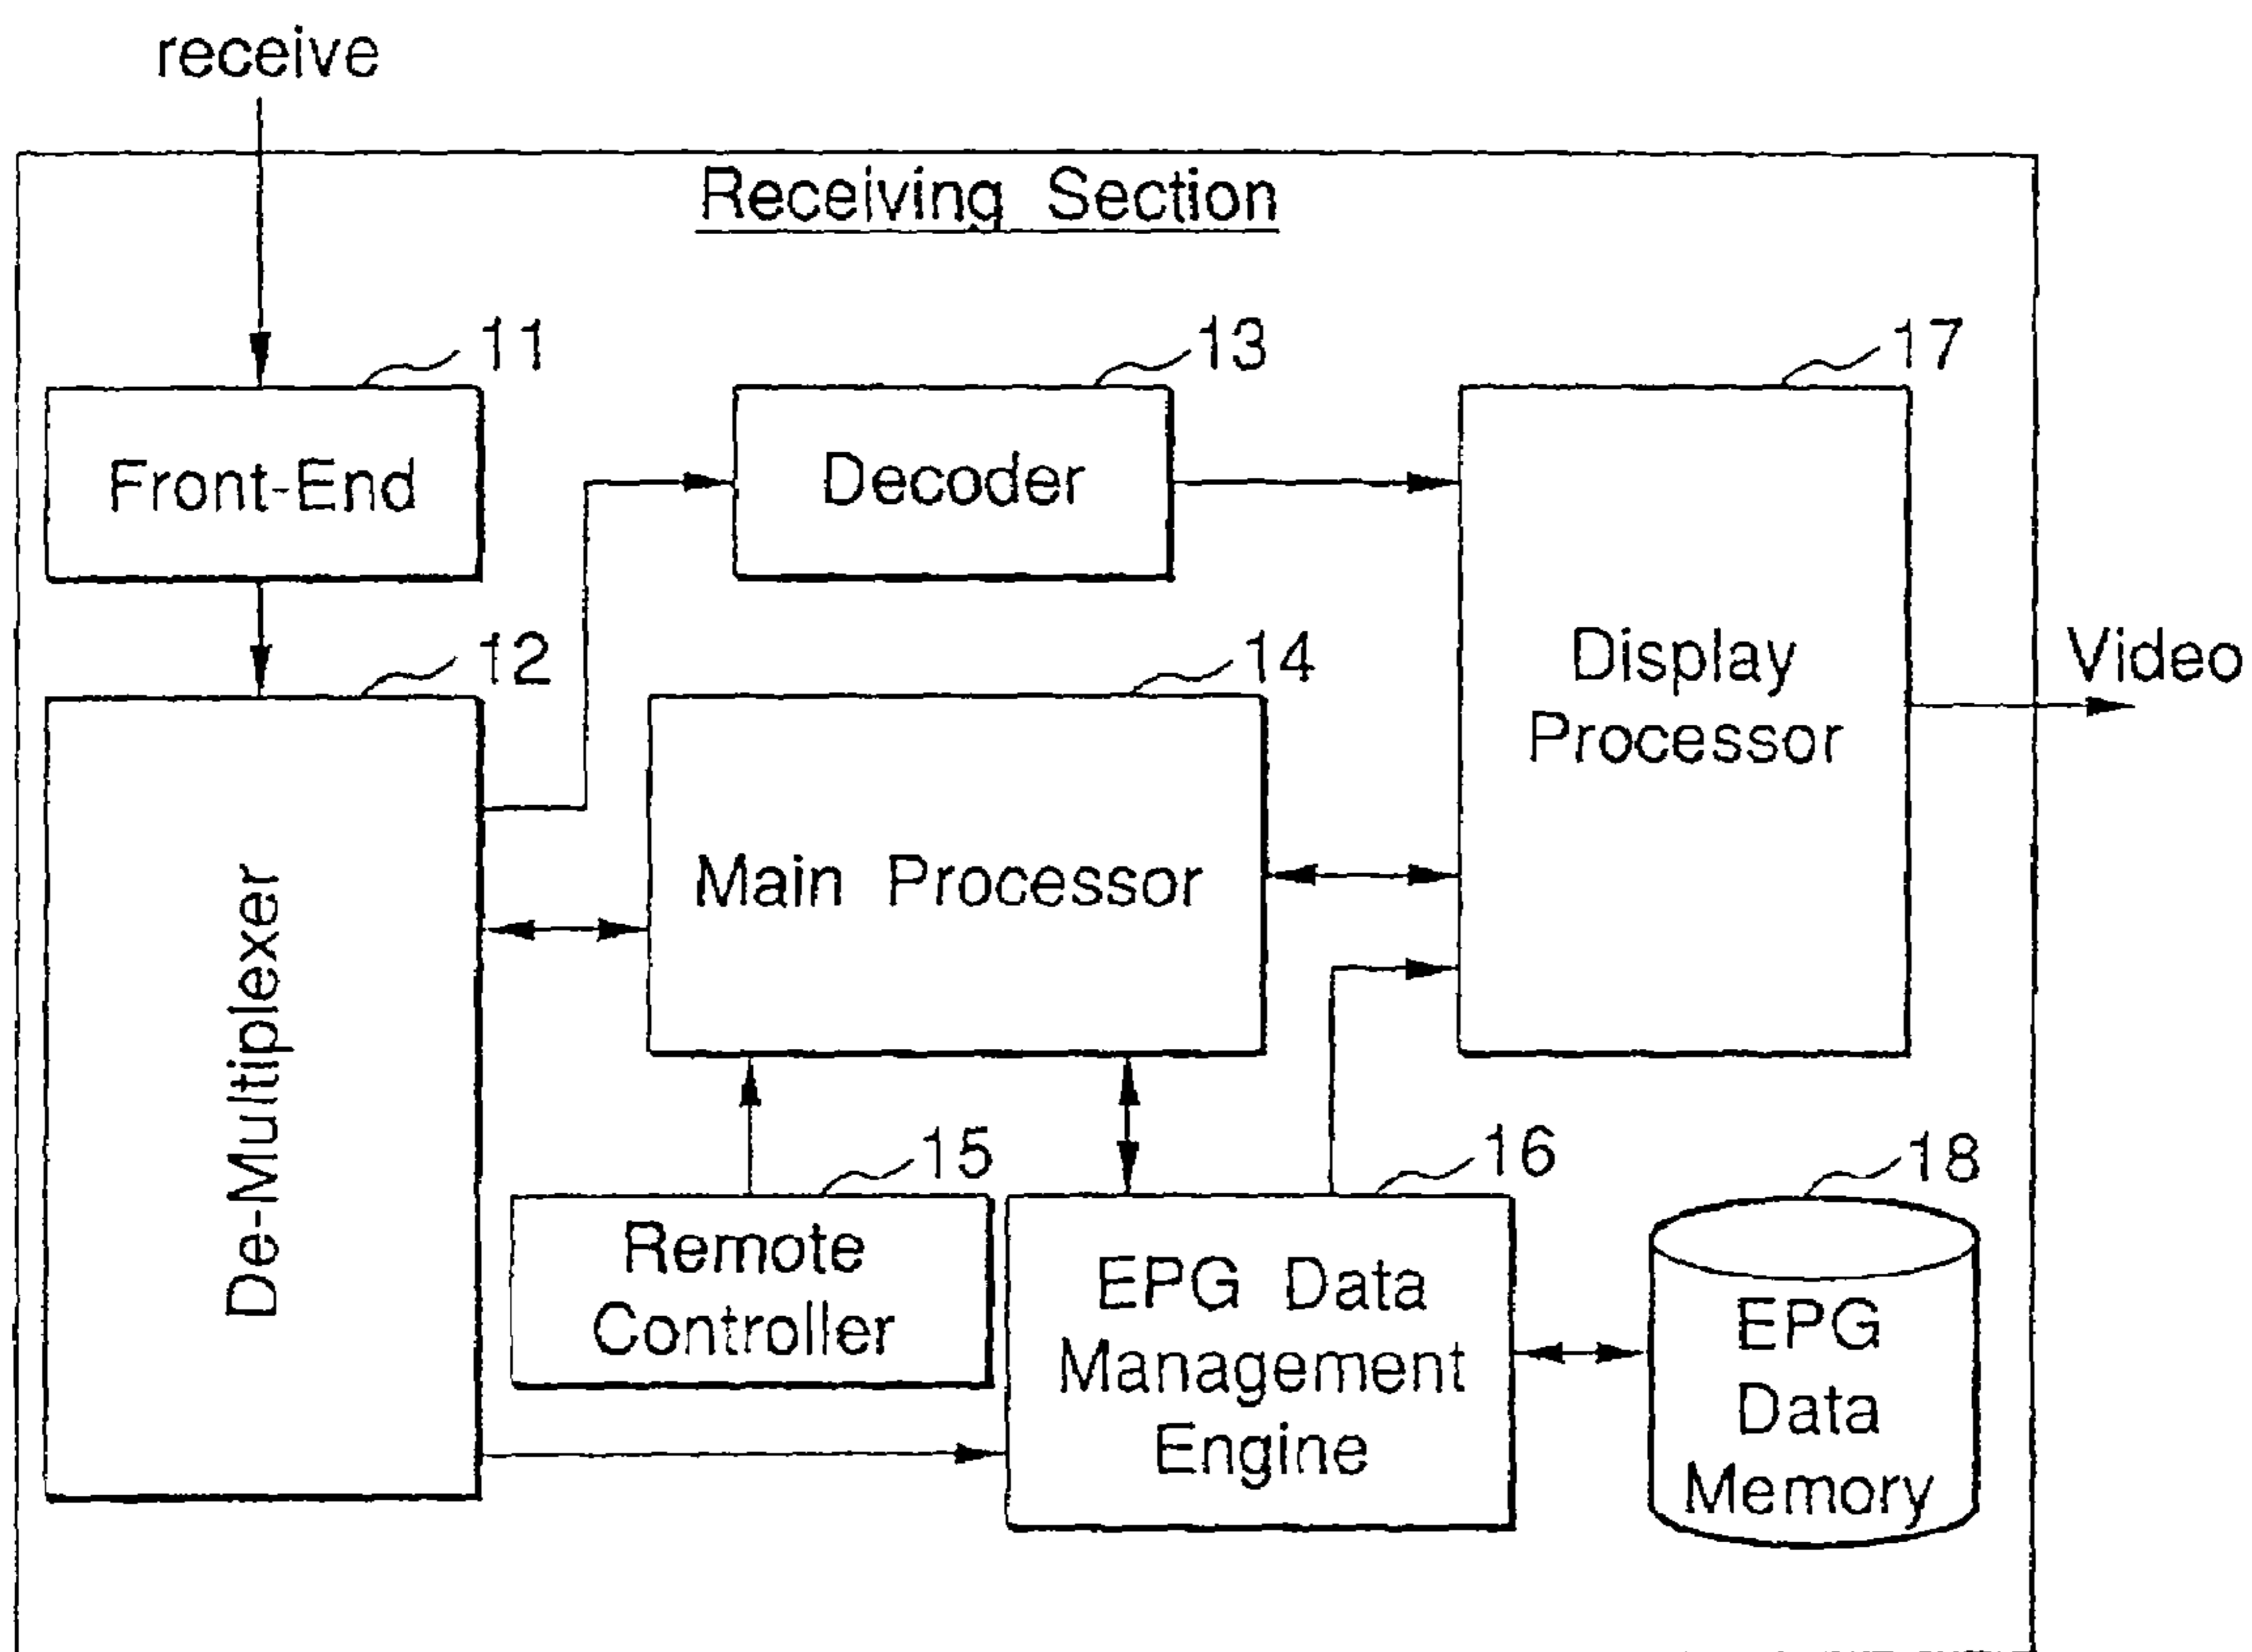 receive
Receiving Section
11
13
17
Front-End
Decoder
12
14
Display
Processor
Video
De-Multiplexer
Main Processor
15
16
18
Remote
Controller
EPG Data
Management
Engine
EPG
Data
Memory